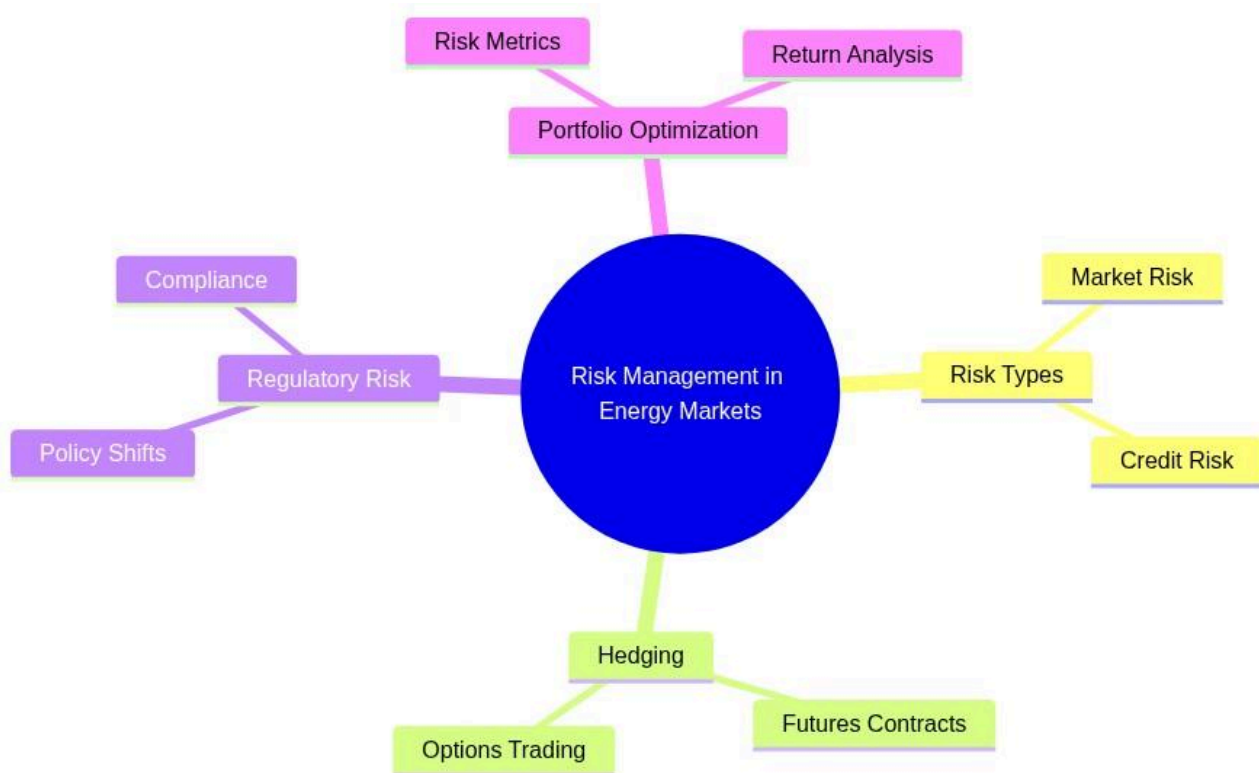 Risk Metrics
Return Analysis
Portfolio Optimization
Compliance
Market Risk
Regulatory Risk
Risk Management in
Energy Markets
Risk Types
Policy Shifts
Credit Risk
Hedging
Futures Contracts
Options Trading